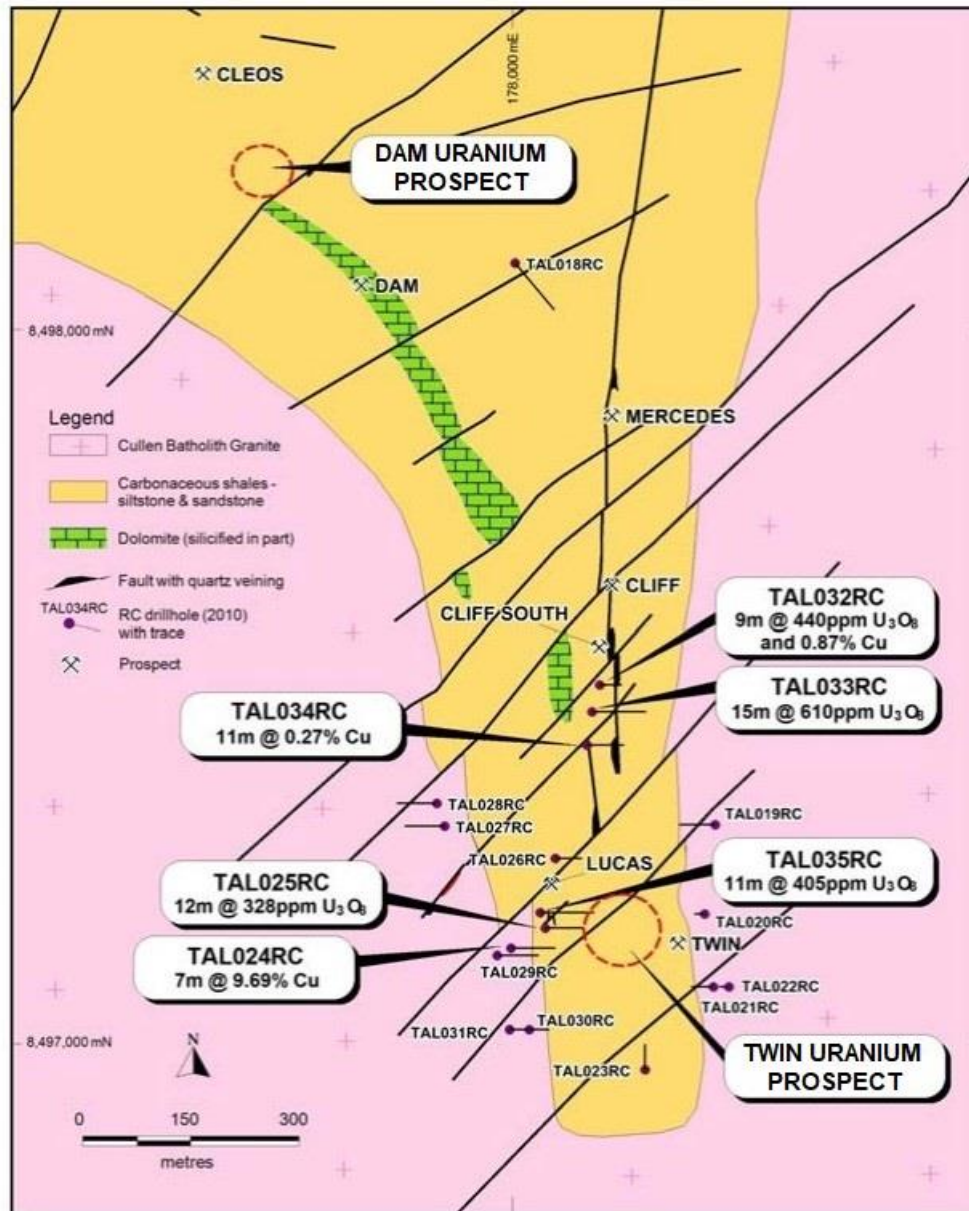 178,000 mE
CLEOS
DAM URANIUM
PROSPECT
TAL018RC
DAM
8,498,000 mN
MERCEDES
Legend
Cullen Batholith Granite
Carbonaceous shales -
siltstone & sandstone
Dolomite (silicified in part)
Fault with quartz veining
TAL034RC
RC drillhole (2010)
with trace
Prospect
CLIFF
CLIFF SOUTH
TAL032RC
9m @ 440ppm U₃O₈
and 0.87% Cu
TAL033RC
15m @ 610ppm U₃O₈
TAL034RC
11m @ 0.27% Cu
TAL028RC
TAL027RC
TAL019RC
TAL026RC
LUCAS
TAL025RC
12m @ 328ppm U₃O₈
TAL035RC
11m @ 405ppm U₃O₈
TAL020RC
TWIN
TAL024RC
7m @ 9.69% Cu
TAL029RC
TAL022RC
TAL021RC
TAL030RC
TAL031RC
8,497,000 mN
N
TAL023RC
TWIN URANIUM
PROSPECT
0 150 300
metres